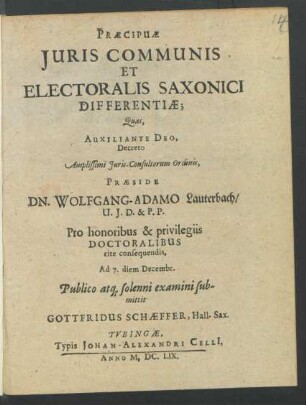 PRÆCIPUÆ
JURIS COMMUNIS
ET
ELECTORALIS SAXONICI
DIFFERENTIÆ;
Quas,
AUXILIANTE DEO,
Decreto
Amplissimi Juris-Consultorum Ordinis,
PRÆSIDE
DN. WOLFGANG-ADAMO Lauterbach/
U. J. D. & P. P.
Pro honoribus & privilegiis
DOCTORALIBUS
rite consequendis,
Ad 7. diem Decembr.
Publico atq; solenni examini sub-
mittit
GOTTFRIDUS SCHÆFFER, Hall. Sax.
TVBINGÆ,
Typis JOHAN-ALEXANDRI CELLI,
ANNO M, DC. LIX.